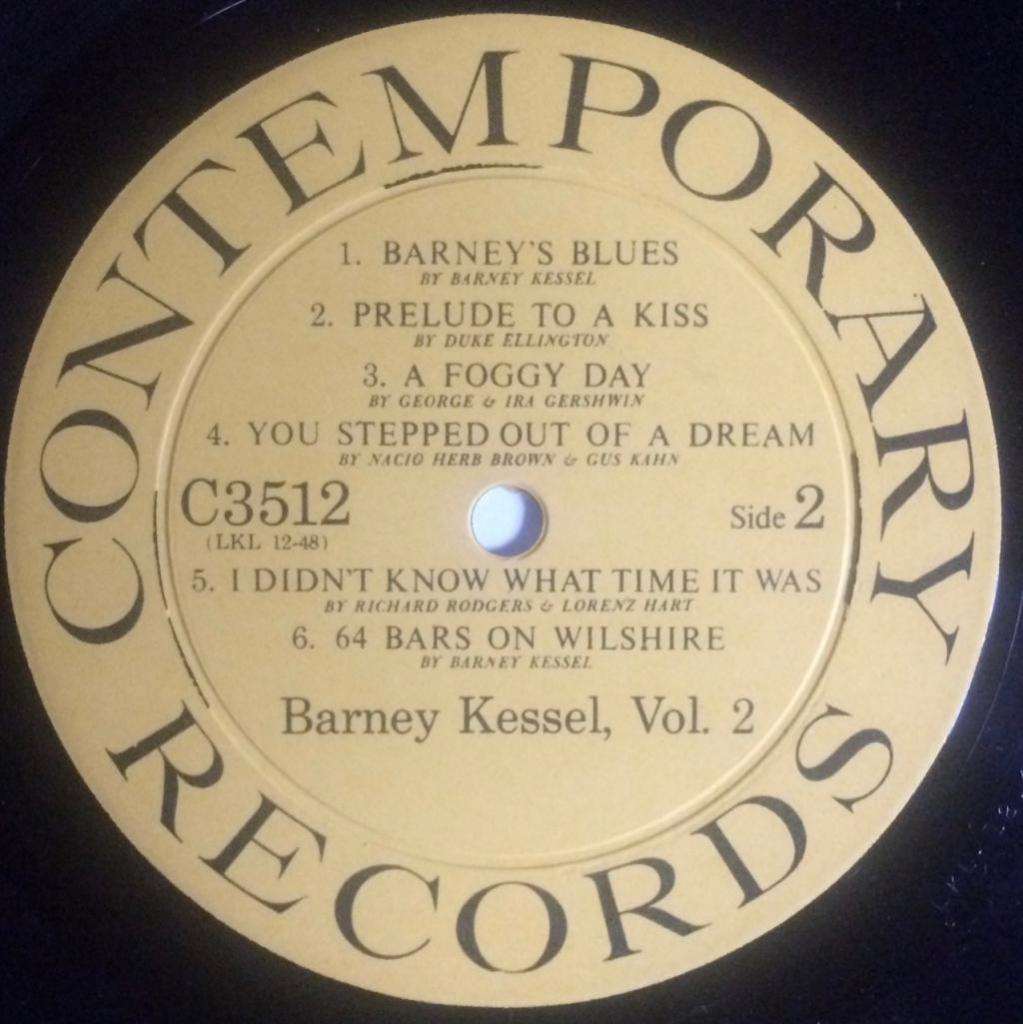 CONTEMPORARY
1. BARNEY'S BLUES
BY BARNEY KESSEL
2. PRELUDE TO A KISS
BY DUKE ELLINGTON
3. A FOGGY DAY
BY GEORGE & IRA GERSHWIN
4. YOU STEPPED OUT OF A DREAM
BY NACIO HERB BROWN & GUS KAHN
C3512
(LKL 12-48)
Side 2
5. I DIDN'T KNOW WHAT TIME IT WAS
BY RICHARD RODGERS & LORENZ HART
6. 64 BARS ON WILSHIRE
BY BARNEY KESSEL
Barney Kessel, Vol. 2
RECORDS